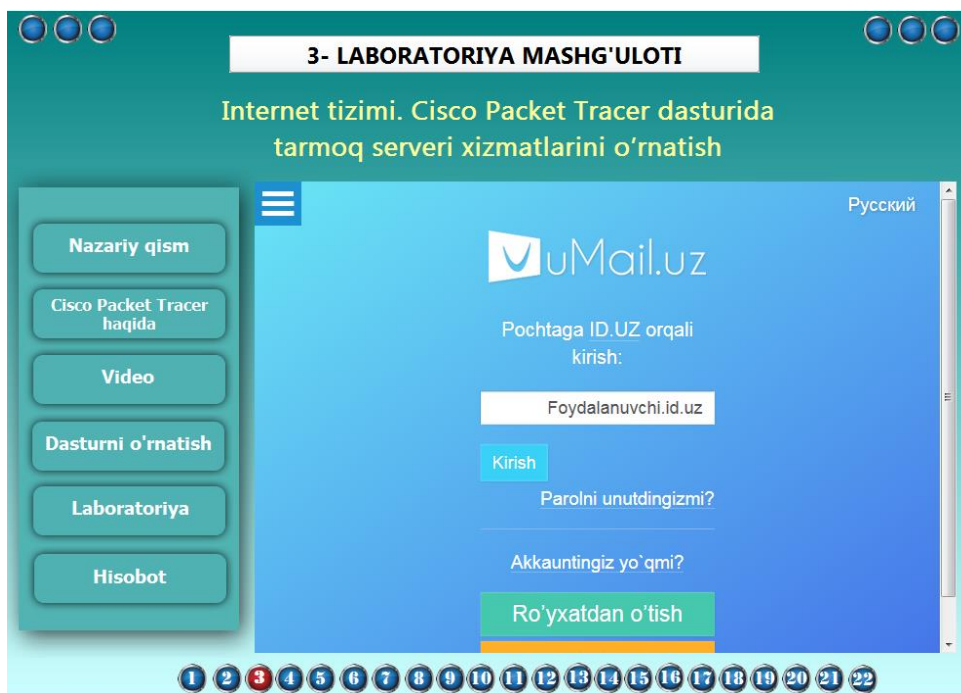 3- LABORATORIYA MASHG'ULOTI
Internet tizimi. Cisco Packet Tracer dasturida
tarmoq serveri xizmatlarini o‘rnatish
Nazariy qism
Cisco Packet Tracer
haqida
Video
Dasturni o'rnatish
Laboratoriya
Hisobot
Русский
uMail.uz
Pochtaga ID.UZ orqali
kirish:
Foydalanuvchi.id.uz
Kirish
Parolni unutdingizmi?
Akkauntingiz yo`qmi?
Ro’yxatdan o’tish
1 2 3 4 5 6 7 8 9 10 11 12 13 14 15 16 17 18 19 20 21 22